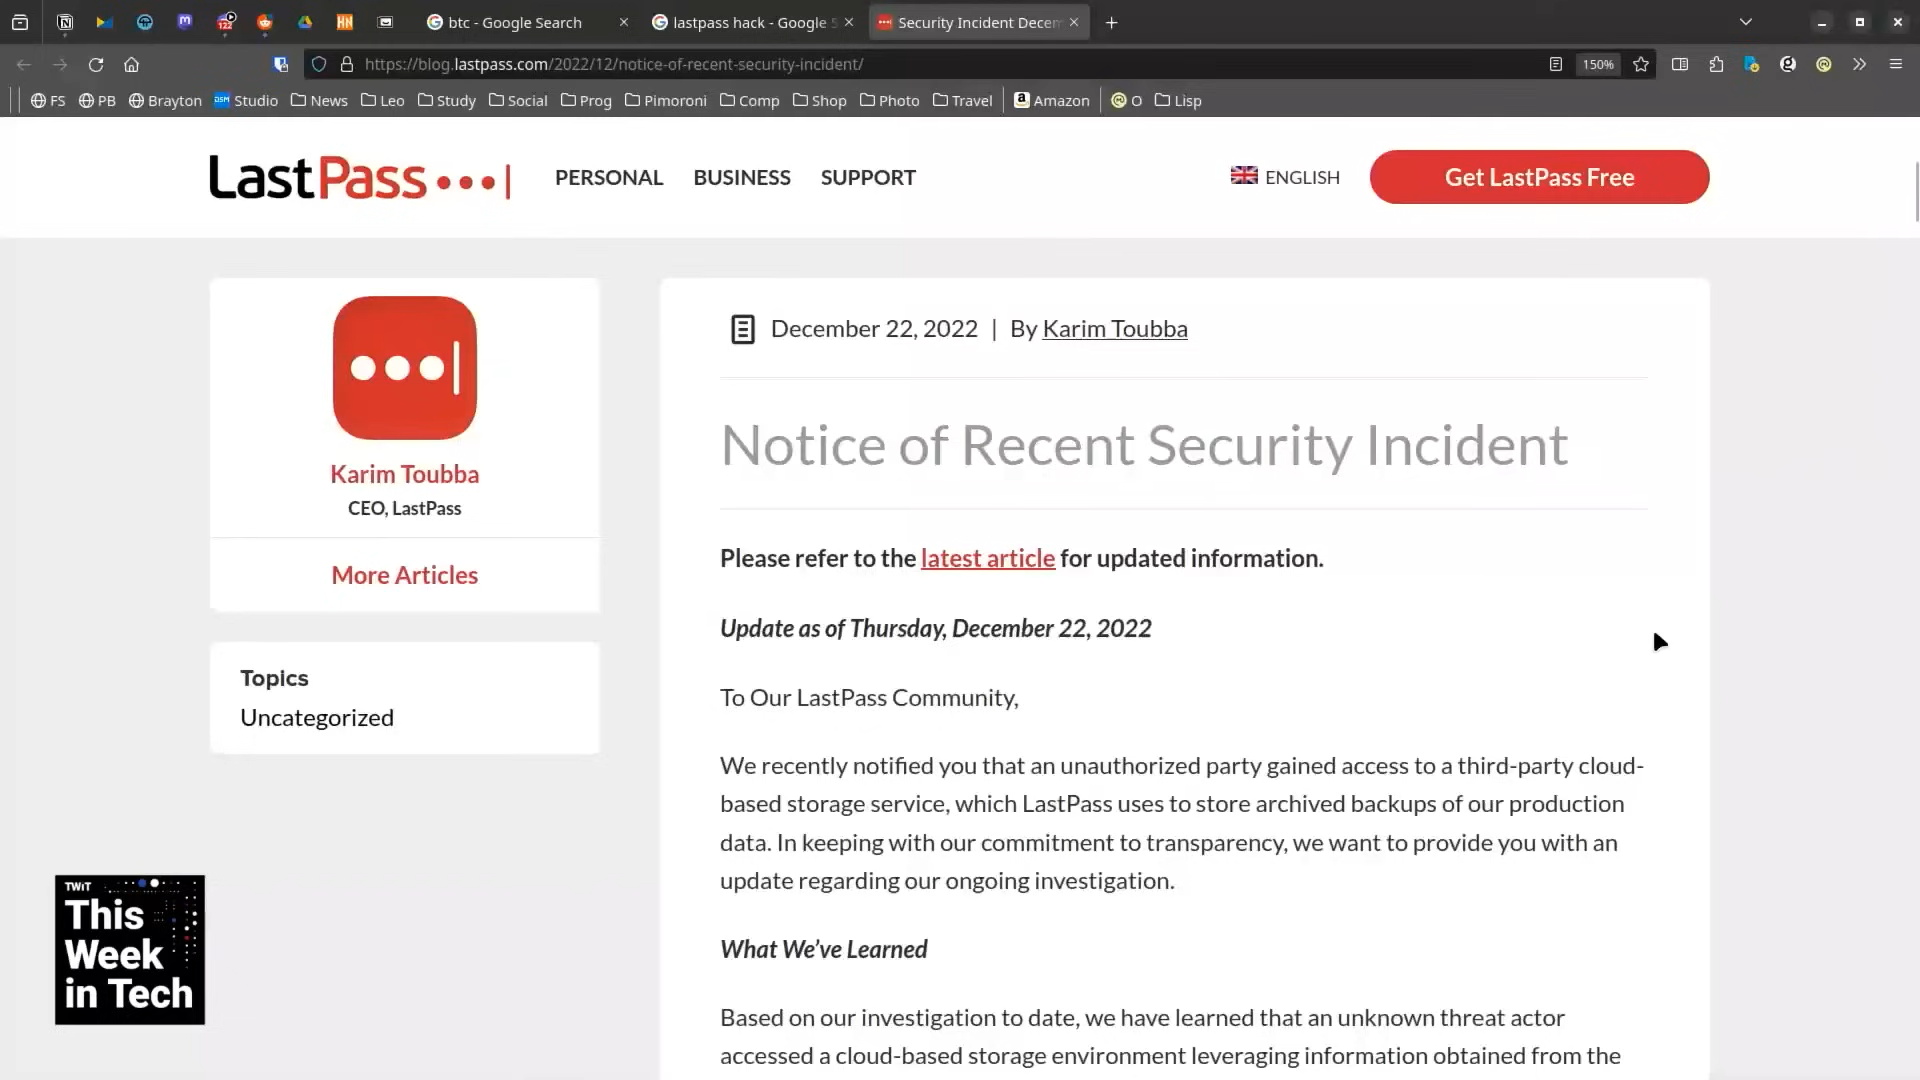 btc - Google Search
lastpass hack - Google S
Security Incident Decem
https://blog.lastpass.com/2022/12/notice-of-recent-security-incident/
150%
FS
PB
Brayton
DSM Studio
News
Leo
Study
Social
Prog
Pimoroni
Comp
Shop
Photo
Travel
Amazon
O
Lisp
LastPass
PERSONAL
BUSINESS
SUPPORT
ENGLISH
Get LastPass Free
Karim Toubba
CEO, LastPass
More Articles
Topics
Uncategorized
December 22, 2022 | By Karim Toubba
Notice of Recent Security Incident
Please refer to the latest article for updated information.
Update as of Thursday, December 22, 2022
To Our LastPass Community,
We recently notified you that an unauthorized party gained access to a third-party cloud-
based storage service, which LastPass uses to store archived backups of our production
data. In keeping with our commitment to transparency, we want to provide you with an
update regarding our ongoing investigation.
What We’ve Learned
Based on our investigation to date, we have learned that an unknown threat actor
accessed a cloud-based storage environment leveraging information obtained from the
TWiT
This
Week
in Tech